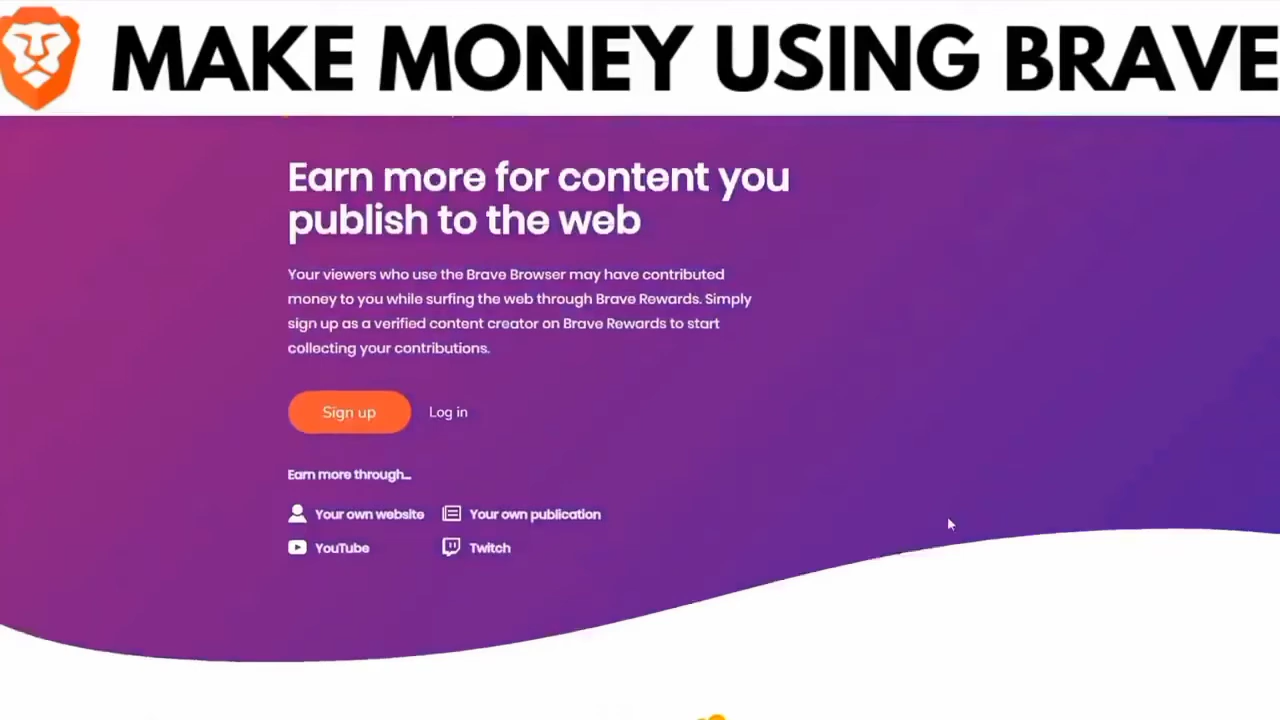 MAKE MONEY USING BRAVE
Earn more for content you
publish to the web
Your viewers who use the Brave Browser may have contributed
money to you while surfing the web through Brave Rewards. Simply
sign up as a verified content creator on Brave Rewards to start
collecting your contributions.
Sign up Log in
Earn more through...
Your own website Your own publication
YouTube Twitch